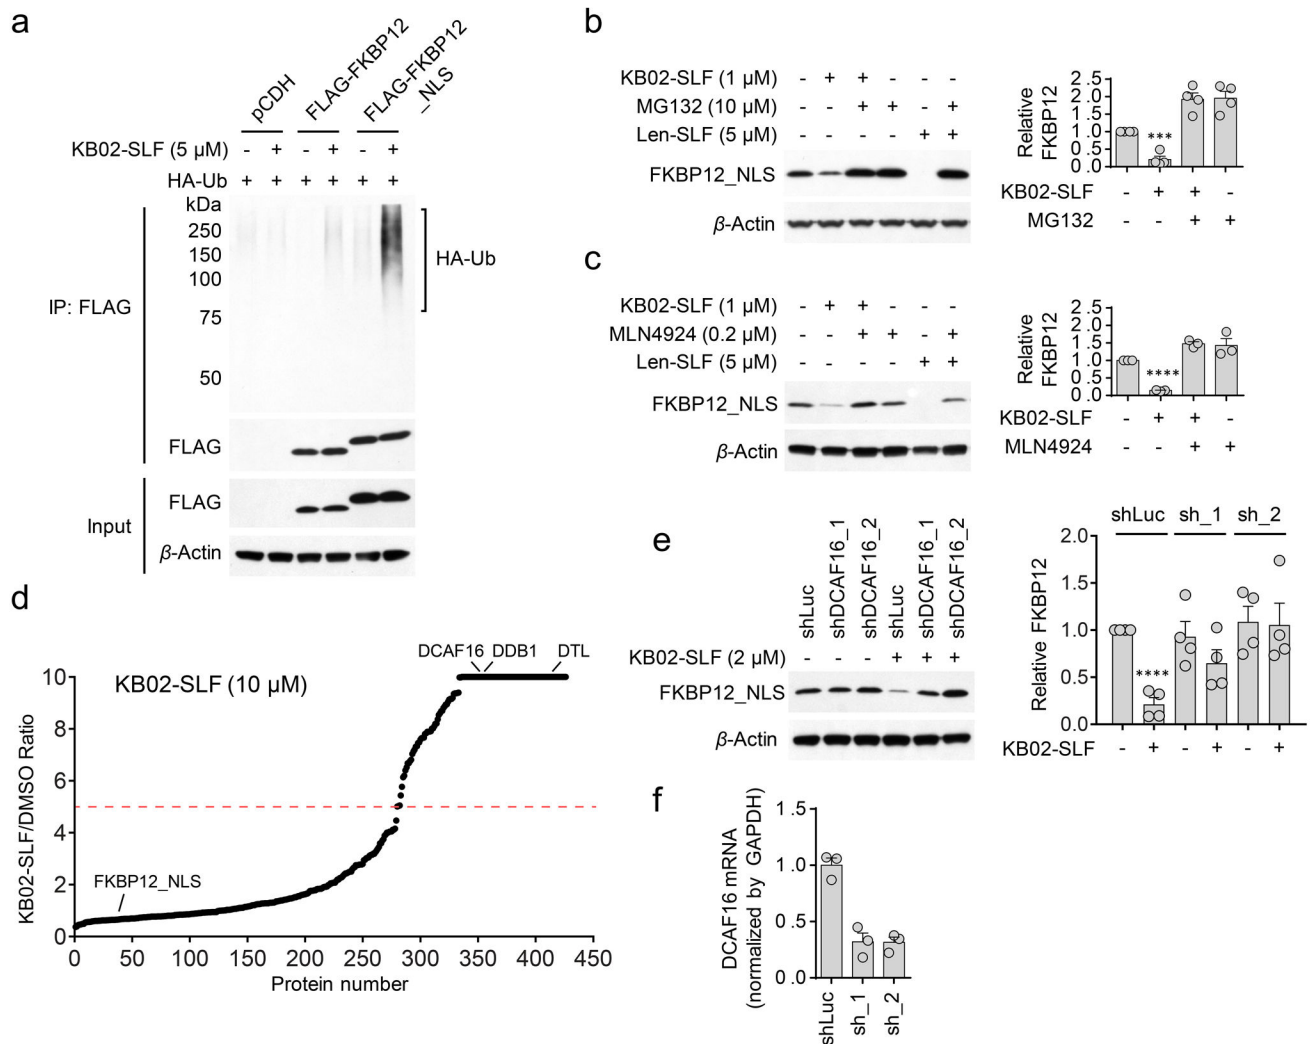 a
pCDH
FLAG-FKBP12
FLAG-FKBP12
_NLS
KB02-SLF (5 µM) - + - + - +
HA-Ub + + + + + +
kDa
250
150
100
75
50
HA-Ub
IP: FLAG
FLAG
Input
FLAG
β-Actin
b
KB02-SLF (1 µM) - + + - - -
MG132 (10 µM) - - + + - +
Len-SLF (5 µM) - - - - + +
FKBP12_NLS
β-Actin
Relative
FKBP12
2.5
2.0
1.5
1.0
0.5
0.0
***
KB02-SLF - + + -
MG132 - - + +
c
KB02-SLF (1 µM) - + + - - -
MLN4924 (0.2 µM) - - + + - +
Len-SLF (5 µM) - - - - + +
FKBP12_NLS
β-Actin
Relative
FKBP12
2.5
2.0
1.5
1.0
0.5
0.0
****
KB02-SLF - + + -
MLN4924 - - + +
d
KB02-SLF (10 µM)
DCAF16 DDB1 DTL
FKBP12_NLS
KB02-SLF/DMSO Ratio
10
8
6
4
2
0
0 50 100 150 200 250 300 350 400 450
Protein number
e
shLuc
shDCAF16_1
shDCAF16_2
shLuc
shDCAF16_1
shDCAF16_2
KB02-SLF (2 µM) - - - + + +
FKBP12_NLS
β-Actin
shLuc sh_1 sh_2
Relative FKBP12
2.0
1.5
1.0
0.5
0.0
****
KB02-SLF - + - + - +
f
DCAF16 mRNA
(normalized by GAPDH)
1.5
1.0
0.5
0.0
shLuc
sh_1
sh_2